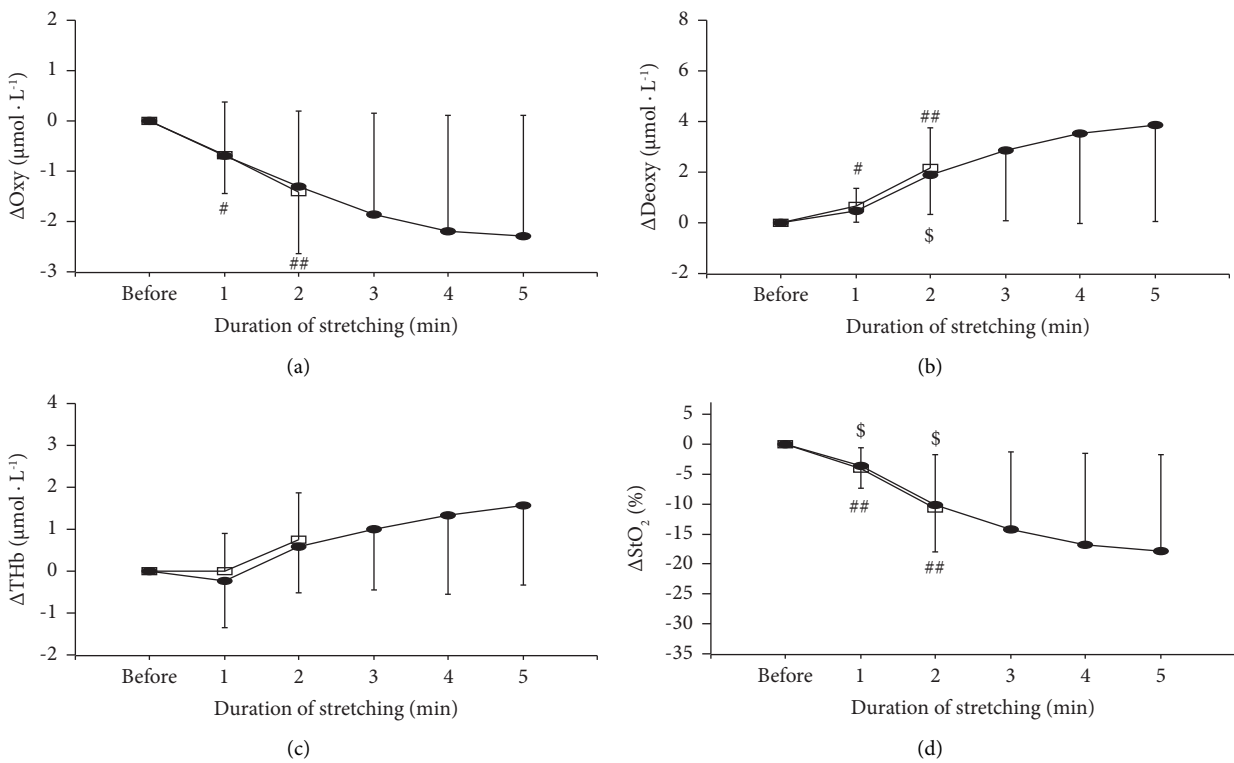 2
1
0
-1
-2
-3
ΔOxy (μmol · L⁻¹)
#
##
Before 1 2 3 4 5
Duration of stretching (min)
(a)
8
6
4
2
0
-2
ΔDeoxy (μmol · L⁻¹)
##
#
$
Before 1 2 3 4 5
Duration of stretching (min)
(b)
4
3
2
1
0
-1
-2
ΔTHb (μmol · L⁻¹)
Before 1 2 3 4 5
Duration of stretching (min)
(c)
5
0
-5
-10
-15
-20
-25
-30
-35
ΔStO₂ (%)
$ $
##
##
Before 1 2 3 4 5
Duration of stretching (min)
(d)